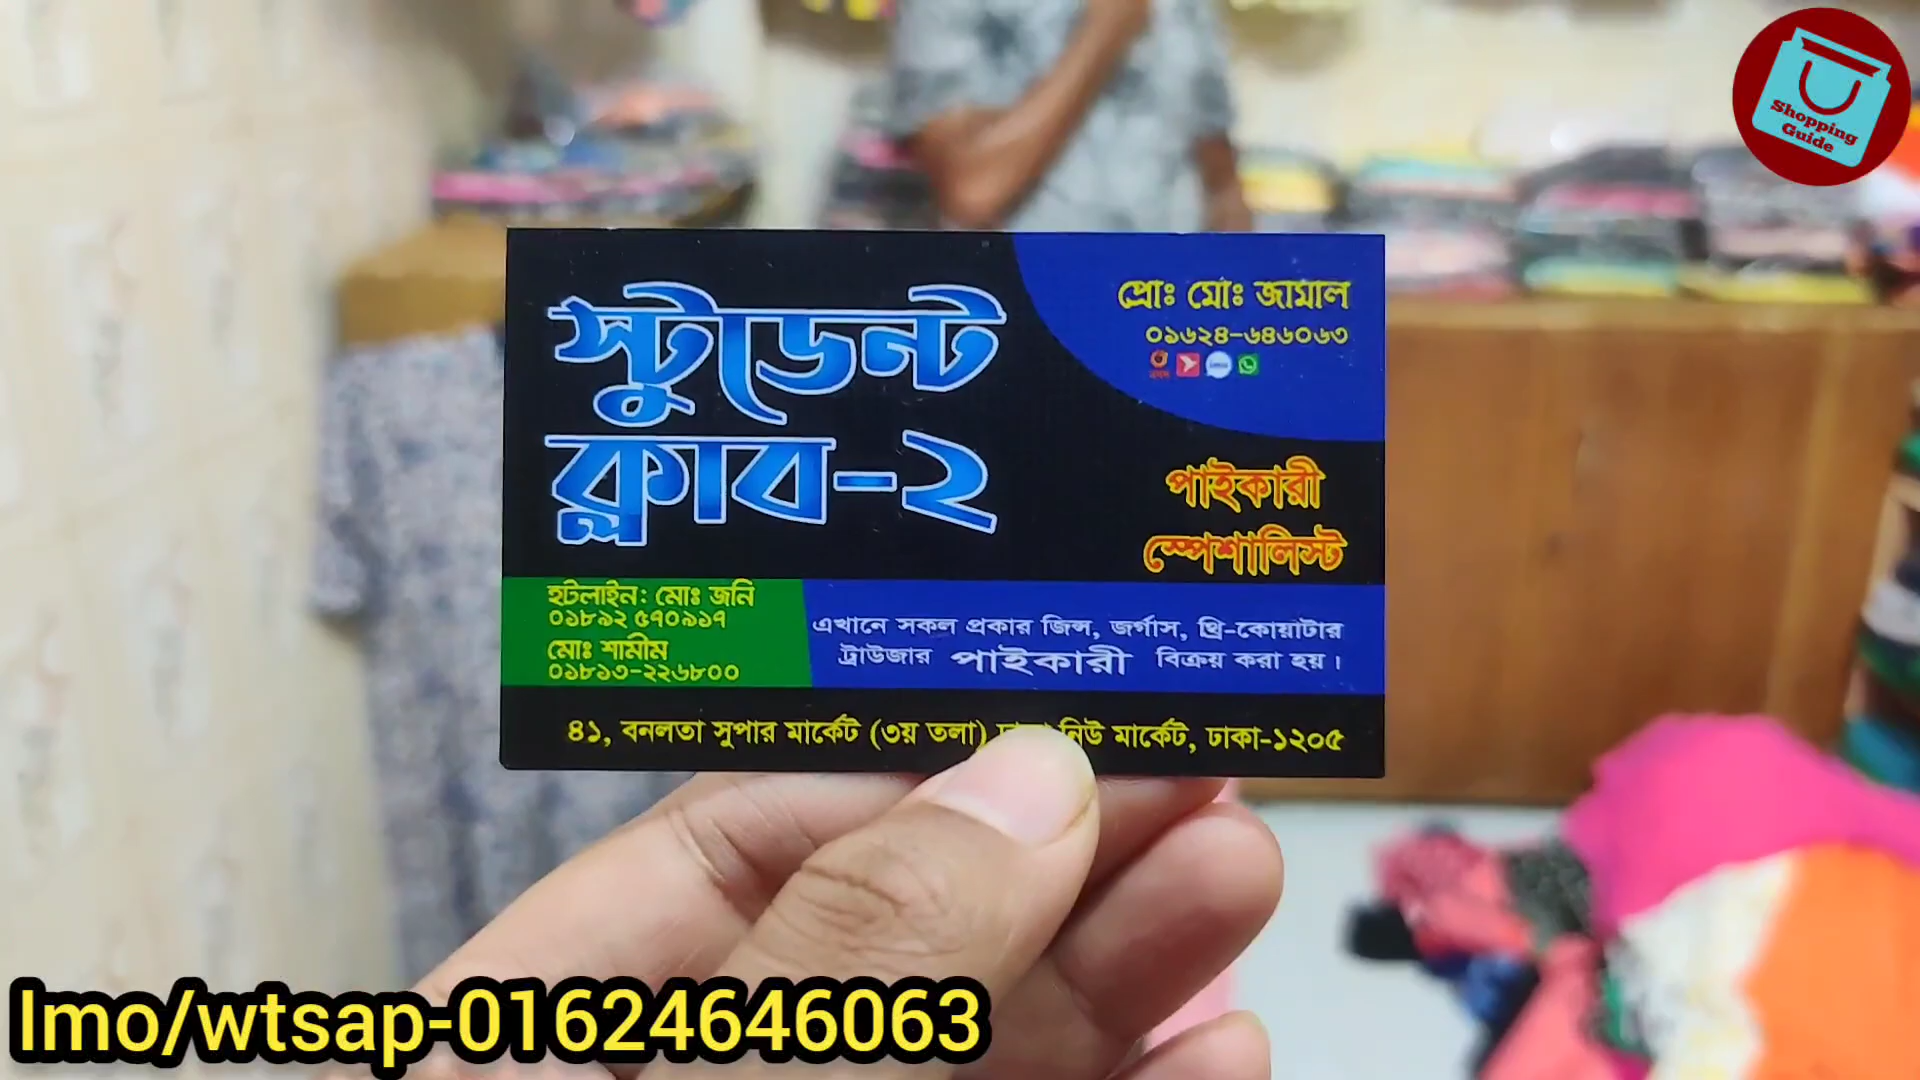 Shopping
Guide
স্টুডেন্ট
ক্লাব-২
প্রোঃ মোঃ জামাল
০১৬২৪-৬৪৬০৬৩
পাইকারী
স্পেশালিস্ট
হটলাইন: মোঃ জনি
০১৮৯২ ৫৭০৯১৭
মোঃ শামীম
০১৮১৩-২২৬৮০০
এখানে সকল প্রকার জিন্স, জর্গাস, থ্রি-কোয়াটার
ট্রাউজার পাইকারী বিক্রয় করা হয়।
৪১, বনলতা সুপার মার্কেট (৩য় তলা) নিউ মার্কেট, ঢাকা-১২০৫
Imo/wtsap-01624646063